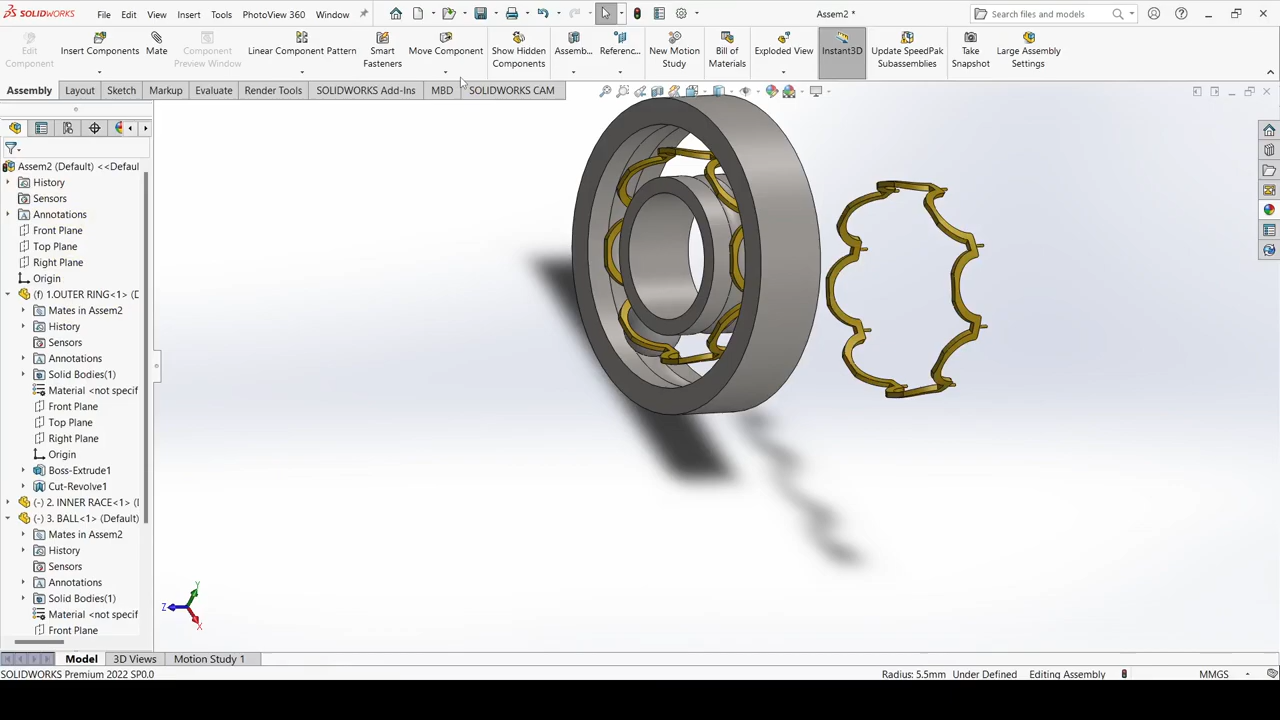 SOLIDWORKS File Edit View Insert Tools PhotoView 360 Window Assem2 * Search files and models
Edit Component Insert Components Mate Component Preview Window Linear Component Pattern Smart Fasteners Move Component Show Hidden Components Assemb... Referenc... New Motion Study Bill of Materials Exploded View Instant3D Update SpeedPak Subassemblies Take Snapshot Large Assembly Settings
Assembly Layout Sketch Markup Evaluate Render Tools SOLIDWORKS Add-Ins MBD SOLIDWORKS CAM
Assem2 (Default) <<Defaul
History
Sensors
Annotations
Front Plane
Top Plane
Right Plane
Origin
(f) 1.OUTER RING<1> (D
Mates in Assem2
History
Sensors
Annotations
Solid Bodies(1)
Material <not specif
Front Plane
Top Plane
Right Plane
Origin
Boss-Extrude1
Cut-Revolve1
(-) 2. INNER RACE<1> (I
(-) 3. BALL<1> (Default)
Mates in Assem2
History
Sensors
Annotations
Solid Bodies(1)
Material <not specif
Front Plane
Y
Z
X
Model 3D Views Motion Study 1
SOLIDWORKS Premium 2022 SP0.0 Radius: 5.5mm Under Defined Editing Assembly MMGS